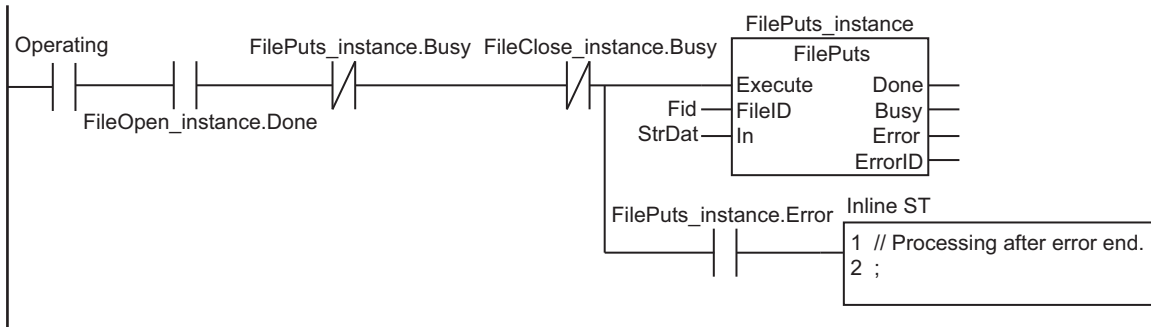 FilePuts_instance
Operating
FilePuts_instance.Busy
FileClose_instance.Busy
FilePuts
Execute
Done
FileOpen_instance.Done
Fid
FileID
Busy
StrDat
In
Error
ErrorID
FilePuts_instance.Error
Inline ST
1 // Processing after error end.
2 ;